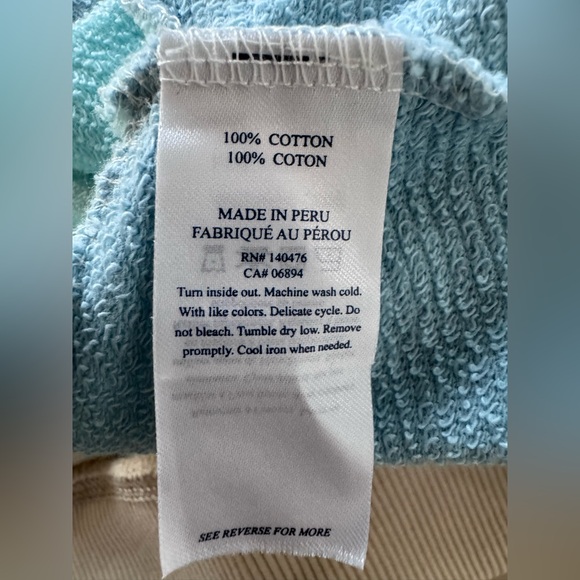 100% COTTON
100% COTON
MADE IN PERU
FABRIQUÉ AU PÉROU
RN# 140476
CA# 06894
Turn inside out. Machine wash cold.
With like colors. Delicate cycle. Do
not bleach. Tumble dry low. Remove
promptly. Cool iron when needed.
SEE REVERSE FOR MORE